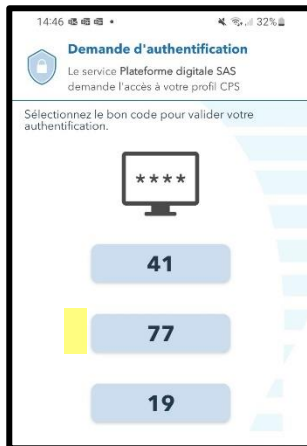 14:46
32%
Demande d'authentification
Le service Plateforme digitale SAS
demande l'accès à votre profil CPS
Sélectionnez le bon code pour valider votre
authentification.
****
41
77
19